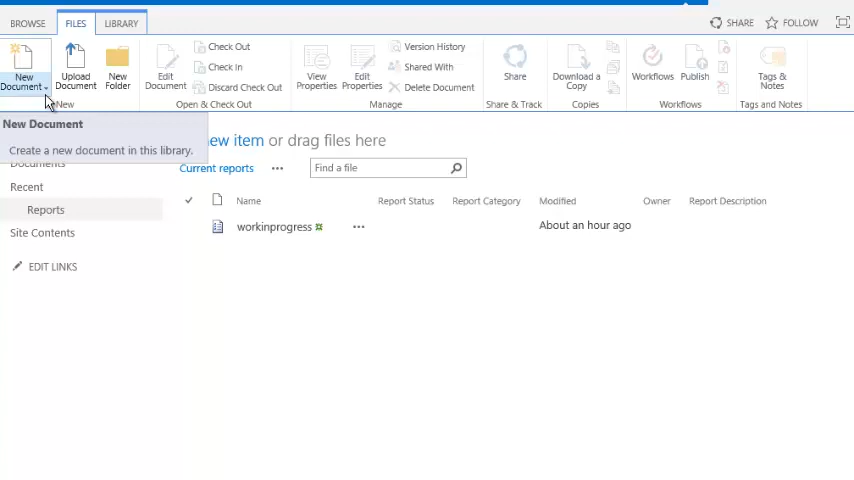 BROWSE FILES LIBRARY SHARE FOLLOW
New Document Upload Document New Folder Edit Document Check Out Check In Discard Check Out View Properties Edit Properties Version History Shared With Delete Document Share Download a Copy Workflows Publish Tags & Notes
New Open & Check Out Manage Share & Track Copies Workflows Tags and Notes
New Document
Create a new document in this library.
new item or drag files here
Documents
Current reports ••• Find a file
Recent
Name Report Status Report Category Modified Owner Report Description
Reports
workinprogress ••• About an hour ago
Site Contents
EDIT LINKS